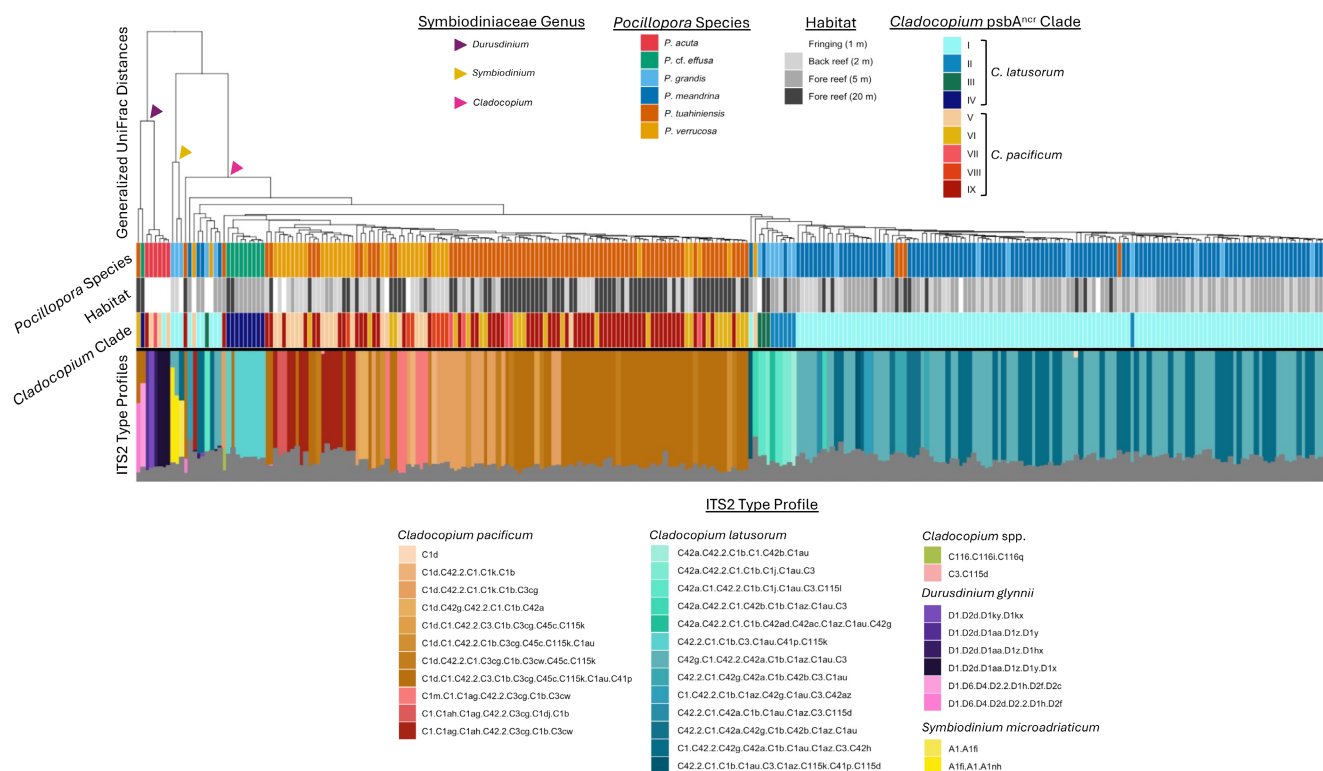 Symbiodiniaceae Genus
Durusdinium
Symbiodinium
Cladocopium
Pocillopora Species
P. acuta
P. cf. effusa
P. grandis
P. meandrina
P. tuahiniensis
P. verrucosa
Habitat
Fringing (1 m)
Back reef (2 m)
Fore reef (5 m)
Fore reef (20 m)
Cladocopium psbAncr Clade
I
II
III
IV
C. latusorum
V
VI
VII
VIII
IX
C. pacificum
Generalized UniFrac Distances
Pocillopora Species
Habitat
Cladocopium Clade
ITS2 Type Profiles
ITS2 Type Profile
Cladocopium pacificum
C1d
C1d.C42.2.C1.C1k.C1b
C1d.C42.2.C1.C1k.C1b.C3cg
C1d.C42g.C42.2.C1.C1b.C42a
C1d.C1.C42.2.C3.C1b.C3cg.C45c.C115k
C1d.C1.C42.2.C1b.C3cg.C45c.C115k.C1au
C1d.C42.2.C1.C3cg.C1b.C3cw.C45c.C115k
C1d.C1.C42.2.C3.C1b.C3cg.C45c.C115k.C1au.C41p
C1m.C1.C1ag.C42.2.C3cg.C1b.C3cw
C1.C1ah.C1ag.C42.2.C3cg.C1dj.C1b
C1.C1ag.C1ah.C42.2.C3cg.C1b.C3cw
Cladocopium latusorum
C42a.C42.2.C1b.C1.C42b.C1au
C42a.C42.2.C1.C1b.C1j.C1au.C3
C42a.C1.C42.2.C1b.C1j.C1au.C3.C115l
C42a.C42.2.C1.C42b.C1b.C1az.C1au.C3
C42a.C42.2.C1.C1b.C42ad.C42ac.C1az.C1au.C42g
C42.2.C1.C1b.C3.C1au.C41p.C115k
C42g.C1.C42.2.C42a.C1b.C1az.C1au.C3
C42.2.C1.C42g.C42a.C1b.C42b.C3.C1au
C1.C42.2.C1b.C1az.C42g.C1au.C3.C42az
C42.2.C1.C42a.C1b.C1au.C1az.C3.C115d
C42.2.C1.C42a.C42g.C1b.C42b.C1az.C1au
C1.C42.2.C42g.C42a.C1b.C1au.C1az.C3.C42h
C42.2.C1.C1b.C1au.C3.C1az.C115k.C41p.C115d
Cladocopium spp.
C116.C116i.C116q
C3.C115d
Durusdinium glynnii
D1.D2d.D1ky.D1kx
D1.D2d.D1aa.D1z.D1y
D1.D2d.D1aa.D1z.D1hx
D1.D2d.D1aa.D1z.D1y.D1x
D1.D6.D4.D2.2.D1h.D2f.D2c
D1.D6.D4.D2d.D2.2.D1h.D2f
Symbiodinium microadriaticum
A1.A1fi
A1fi.A1.A1nh